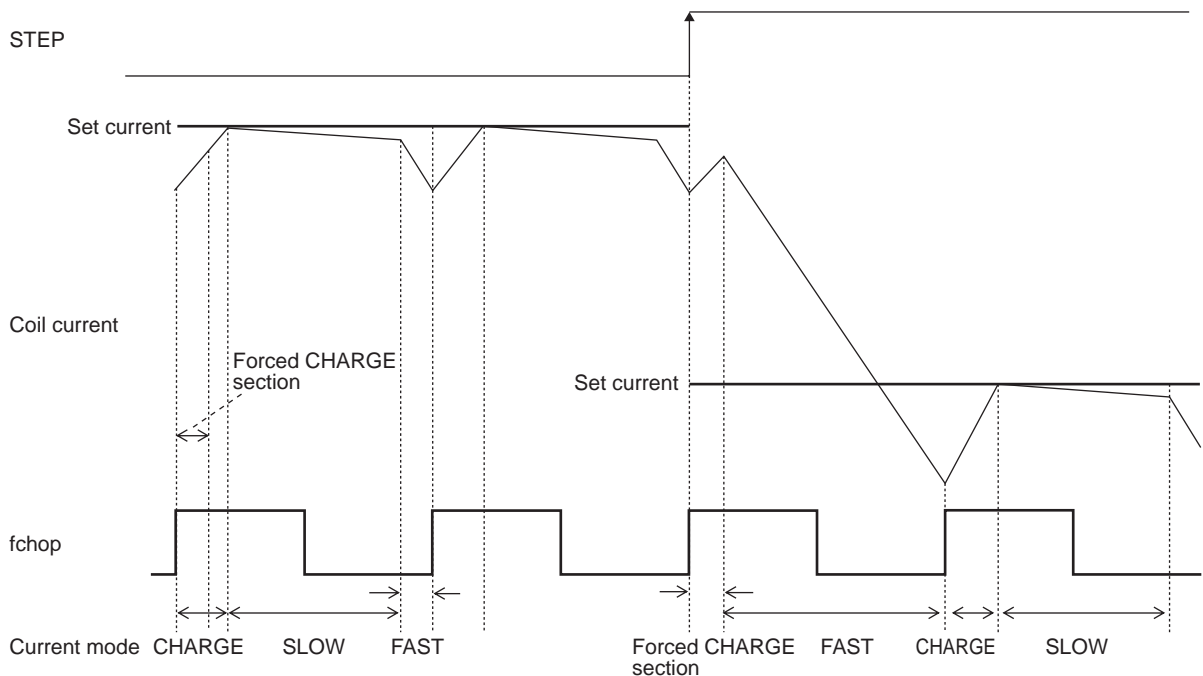 STEP
Set current
Coil current
Forced CHARGE
section
Set current
fchop
Current mode CHARGE SLOW FAST Forced CHARGE FAST CHARGE SLOW
section